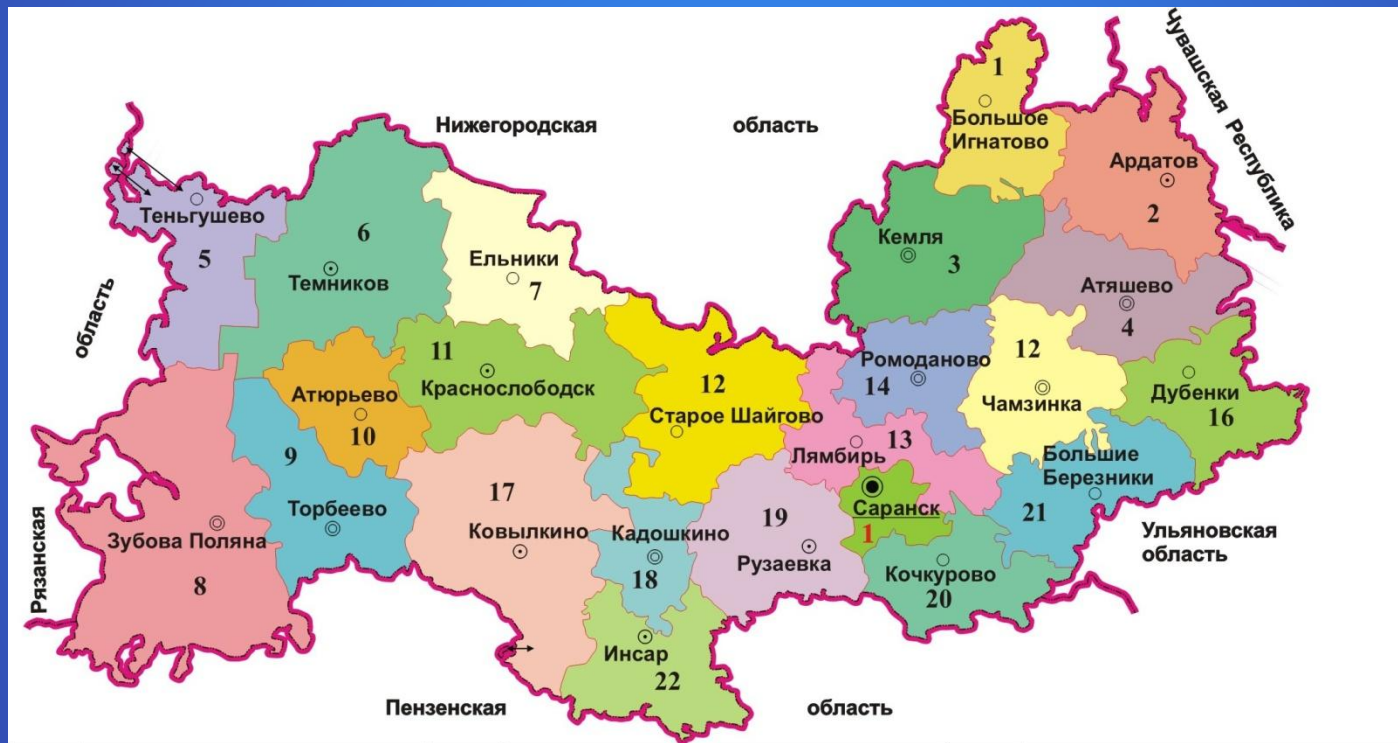 Чувашская Республика
1
Большое
Игнатово
Нижегородская область
Ардатов
2
Теньгушево
5
6
Темников
Ельники
7
Кемля
3
Атяшево
4
область
11
Краснослободск
12
Старое Шайгово
Ромоданово
14
12
Чамзинка
Дубенки
16
Атюрьево
10
9
Торбеево
13
Лямбирь
Большие
Березники
21
Саранск
1
17
Ковылкино
Кадошкино
18
19
Рузаевка
Ульяновская
область
Рязанская
Зубова Поляна
8
Кочкурово
20
Инсар
22
Пензенская область